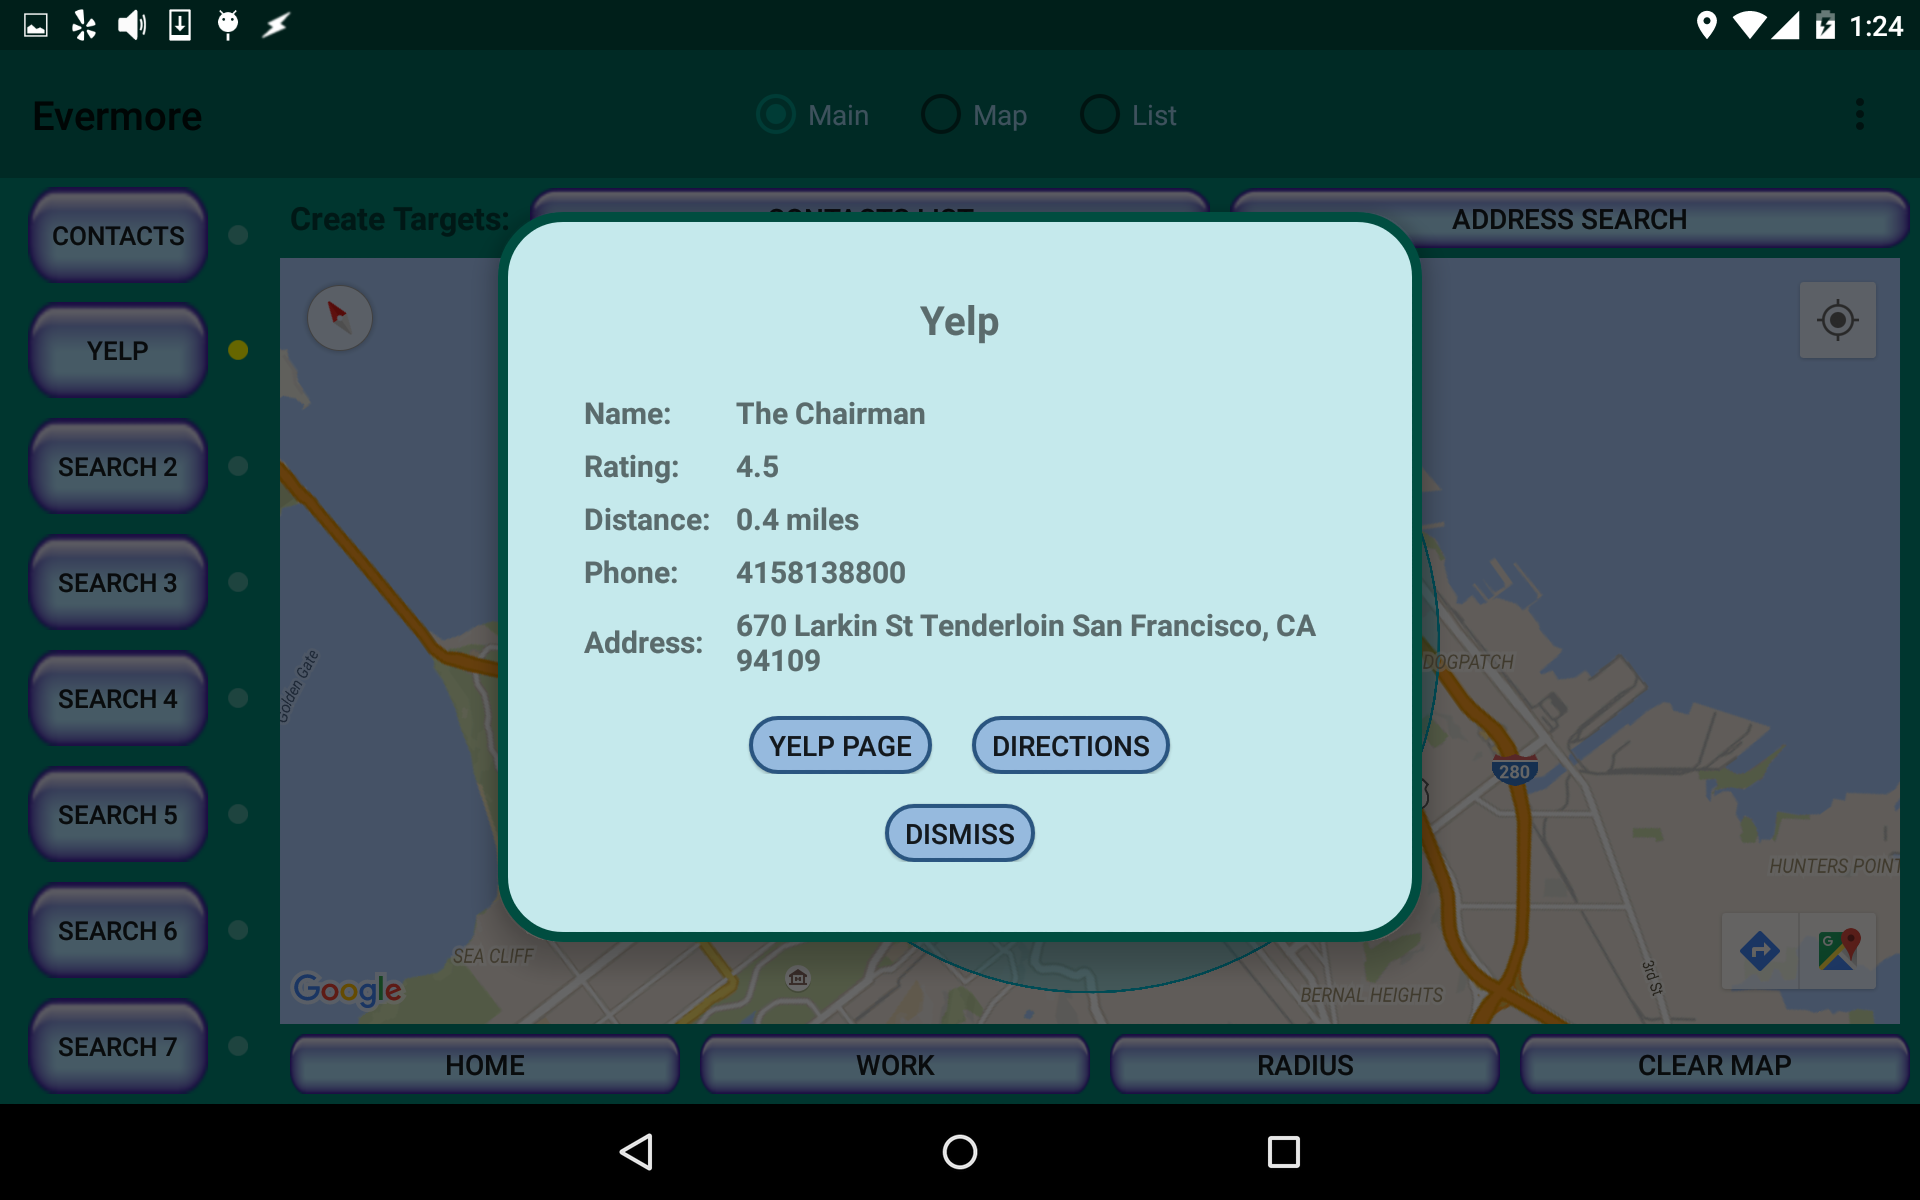 1:24
Evermore
Main
Map
List
Create Targets:
CONTACTS LIST
ADDRESS SEARCH
CONTACTS
YELP
SEARCH 2
SEARCH 3
SEARCH 4
SEARCH 5
SEARCH 6
SEARCH 7
Yelp
Name: The Chairman
Rating: 4.5
Distance: 0.4 miles
Phone: 4158138800
Address: 670 Larkin St Tenderloin San Francisco, CA
94109
YELP PAGE
DIRECTIONS
DISMISS
Golden Gate
DOGPATCH
280
HUNTERS POINT
SEA CLIFF
BERNAL HEIGHTS
3rd St
G
Google
HOME
WORK
RADIUS
CLEAR MAP